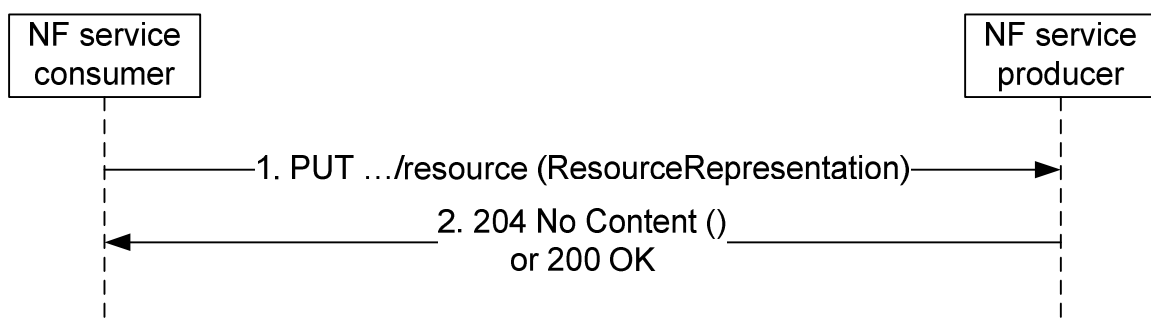 NF service
consumer
NF service
producer
1. PUT …/resource (ResourceRepresentation)
2. 204 No Content ()
or 200 OK